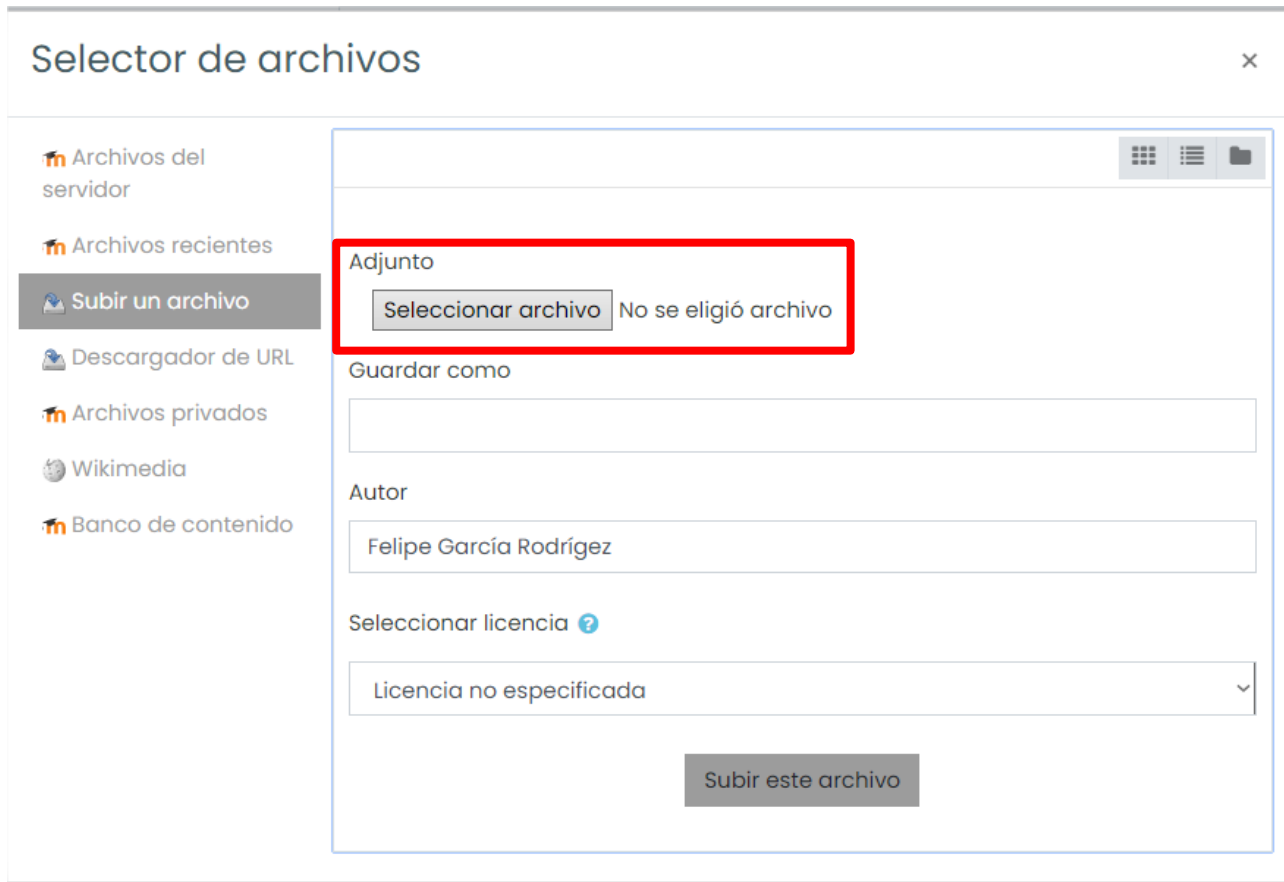 Selector de archivos
×
Archivos del
servidor
Archivos recientes
Subir un archivo
Descargador de URL
Archivos privados
Wikimedia
Banco de contenido
Adjunto
Seleccionar archivo No se eligió archivo
Guardar como
Autor
Felipe García Rodrígez
Seleccionar licencia ?
Licencia no especificada
Subir este archivo